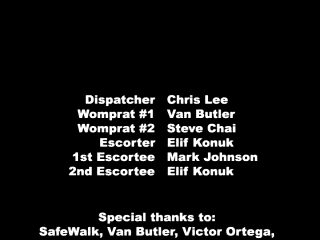 Dispatcher Chris Lee
Womprat #1 Van Butler
Womprat #2 Steve Chai
Escorter Elif Konuk
1st Escortee Mark Johnson
2nd Escortee Elif Konuk
Special thanks to:
SafeWalk, Van Butler, Victor Ortega,